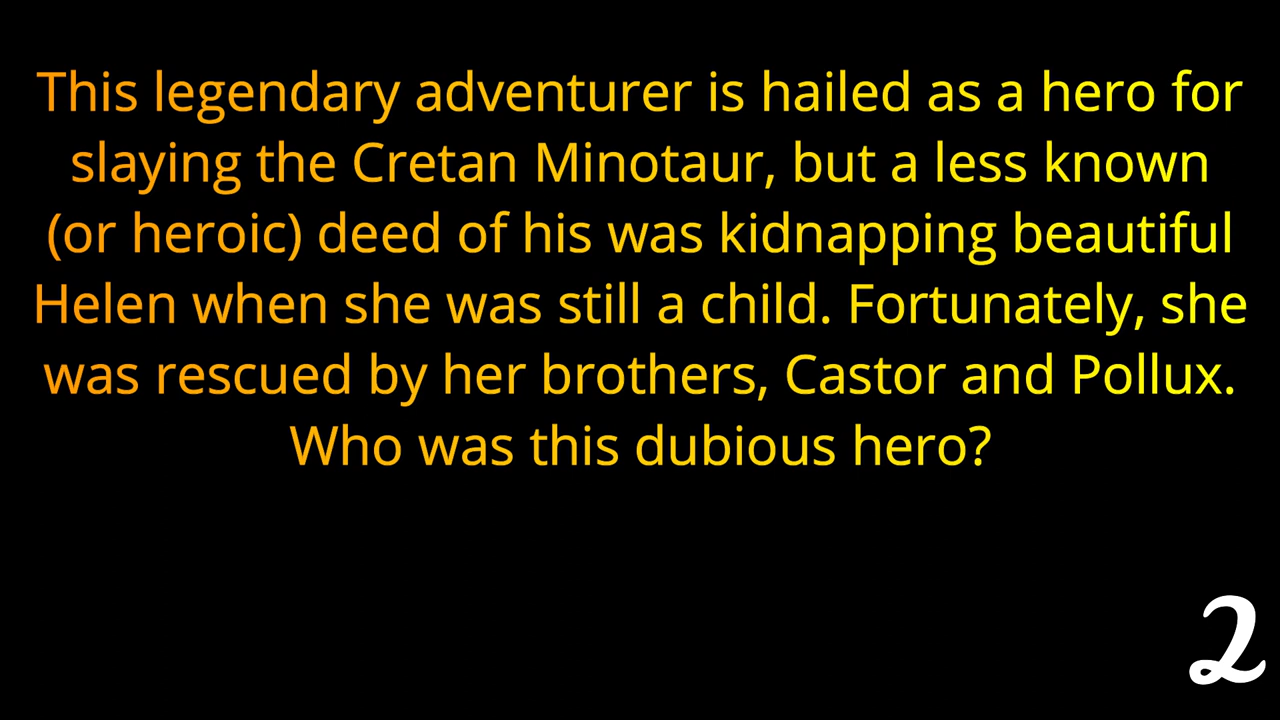 This legendary adventurer is hailed as a hero for
slaying the Cretan Minotaur, but a less known
(or heroic) deed of his was kidnapping beautiful
Helen when she was still a child. Fortunately, she
was rescued by her brothers, Castor and Pollux.
Who was this dubious hero?
2